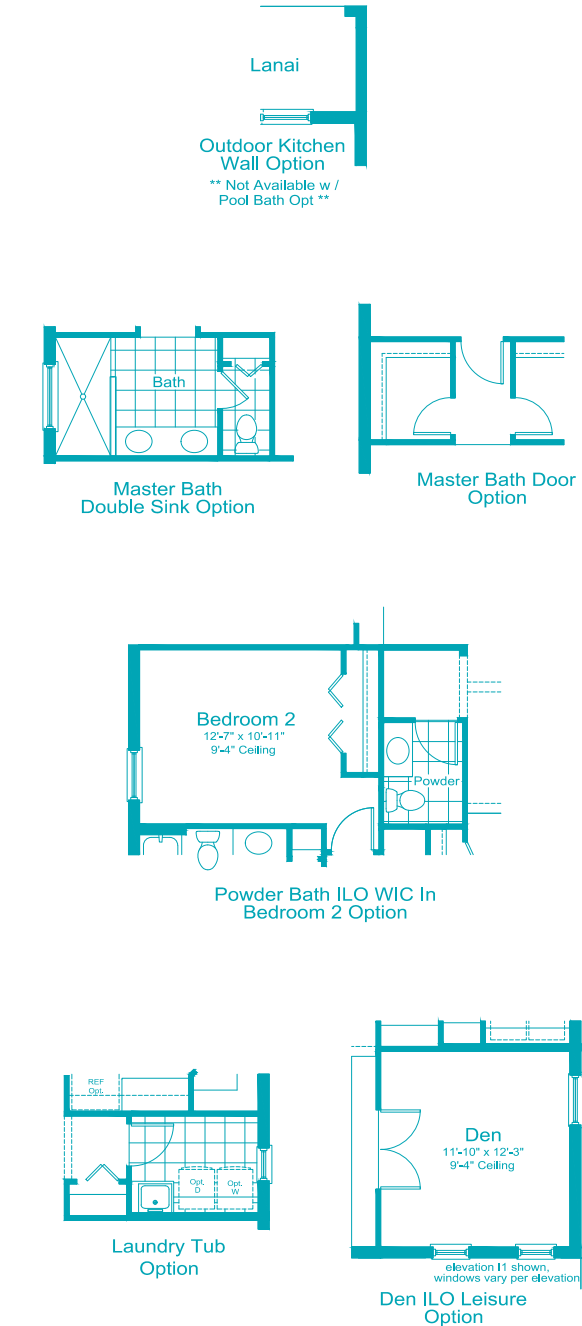 Lanai
Outdoor Kitchen
Wall Option
** Not Available w /
Pool Bath Opt **
Bath
Master Bath
Double Sink Option
Master Bath Door
Option
Bedroom 2
12'-7" x 10'-11"
9'-4" Ceiling
Powder
Powder Bath ILO WIC In
Bedroom 2 Option
REF
Opt.
Opt.
D
Opt.
W
Laundry Tub
Option
Den
11'-10" x 12'-3"
9'-4" Ceiling
elevation I1 shown,
windows vary per elevation
Den ILO Leisure
Option